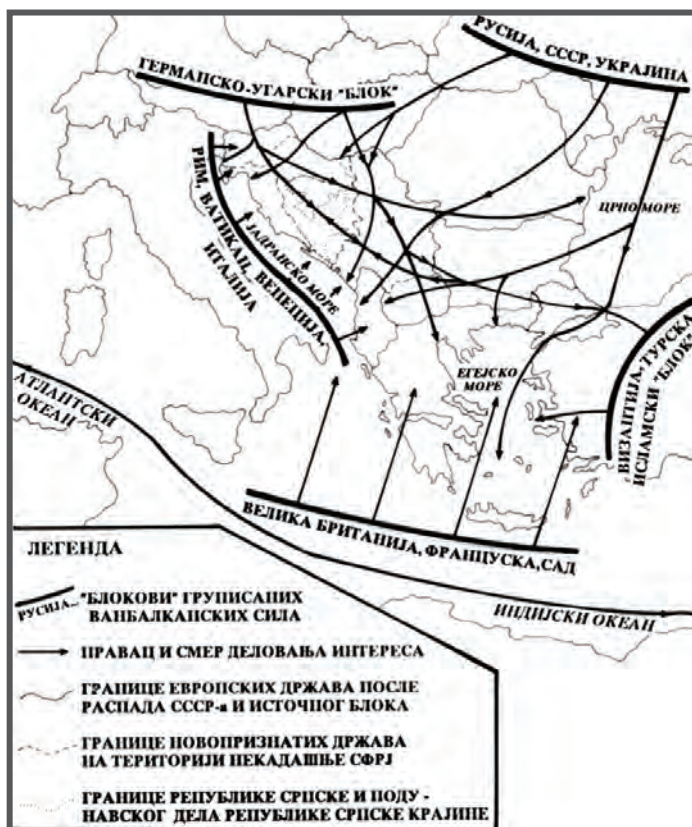 РУСИЈА, СССР, УКРАЈИНА
ГЕРМАНСКО-УГАРСКИ "БЛОК"
РИМ, ВАТИКАН, ВЕНЕЦИЈА,
ИТАЛИЈА
ЈАДРАНСКО МОРЕ
ЦРНО МОРЕ
ЕГЕЈСКО
МОРЕ
ВИЗАНТИЈА, ТУРСКА,
ИСЛАМСКИ "БЛОК"
АТЛАНТСКИ
ОКЕАН
ВЕЛИКА БРИТАНИЈА, ФРАНЦУСКА, САД
ИНДИЈСКИ ОКЕАН
ЛЕГЕНДА
РУСИЈА... "БЛОКОВИ" ГРУПИСАНИХ
ВАНБАЛКАНСКИХ СИЛА
ПРАВАЦ И СМЕР ДЕЛОВАЊА ИНТЕРЕСА
ГРАНИЦЕ ЕВРОПСКИХ ДРЖАВА ПОСЛЕ
РАСПАДА СССР-а И ИСТОЧНОГ БЛОКА
ГРАНИЦЕ НОВОПРИЗНАТИХ ДРЖАВА
НА ТЕРИТОРИЈИ НЕКАДАШЊЕ СФРЈ
ГРАНИЦЕ РЕПУБЛИКЕ СРПСКЕ И ПОДУ -
НАВСКОГ ДЕЛА РЕПУБЛИКЕ СРПСКЕ КРАЈИНЕ